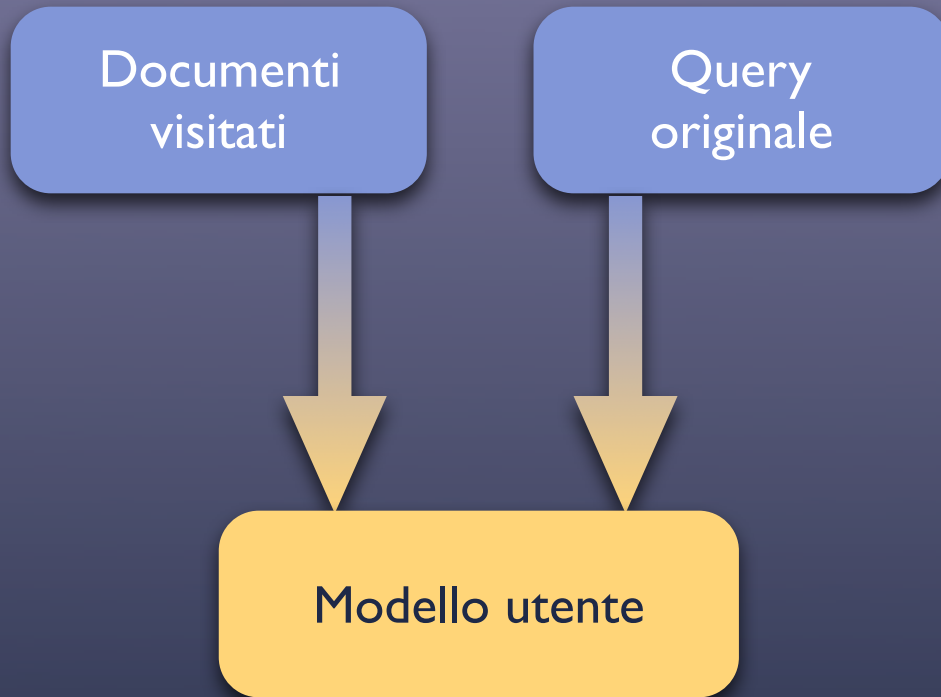 Documenti
visitati
Query
originale
Modello utente